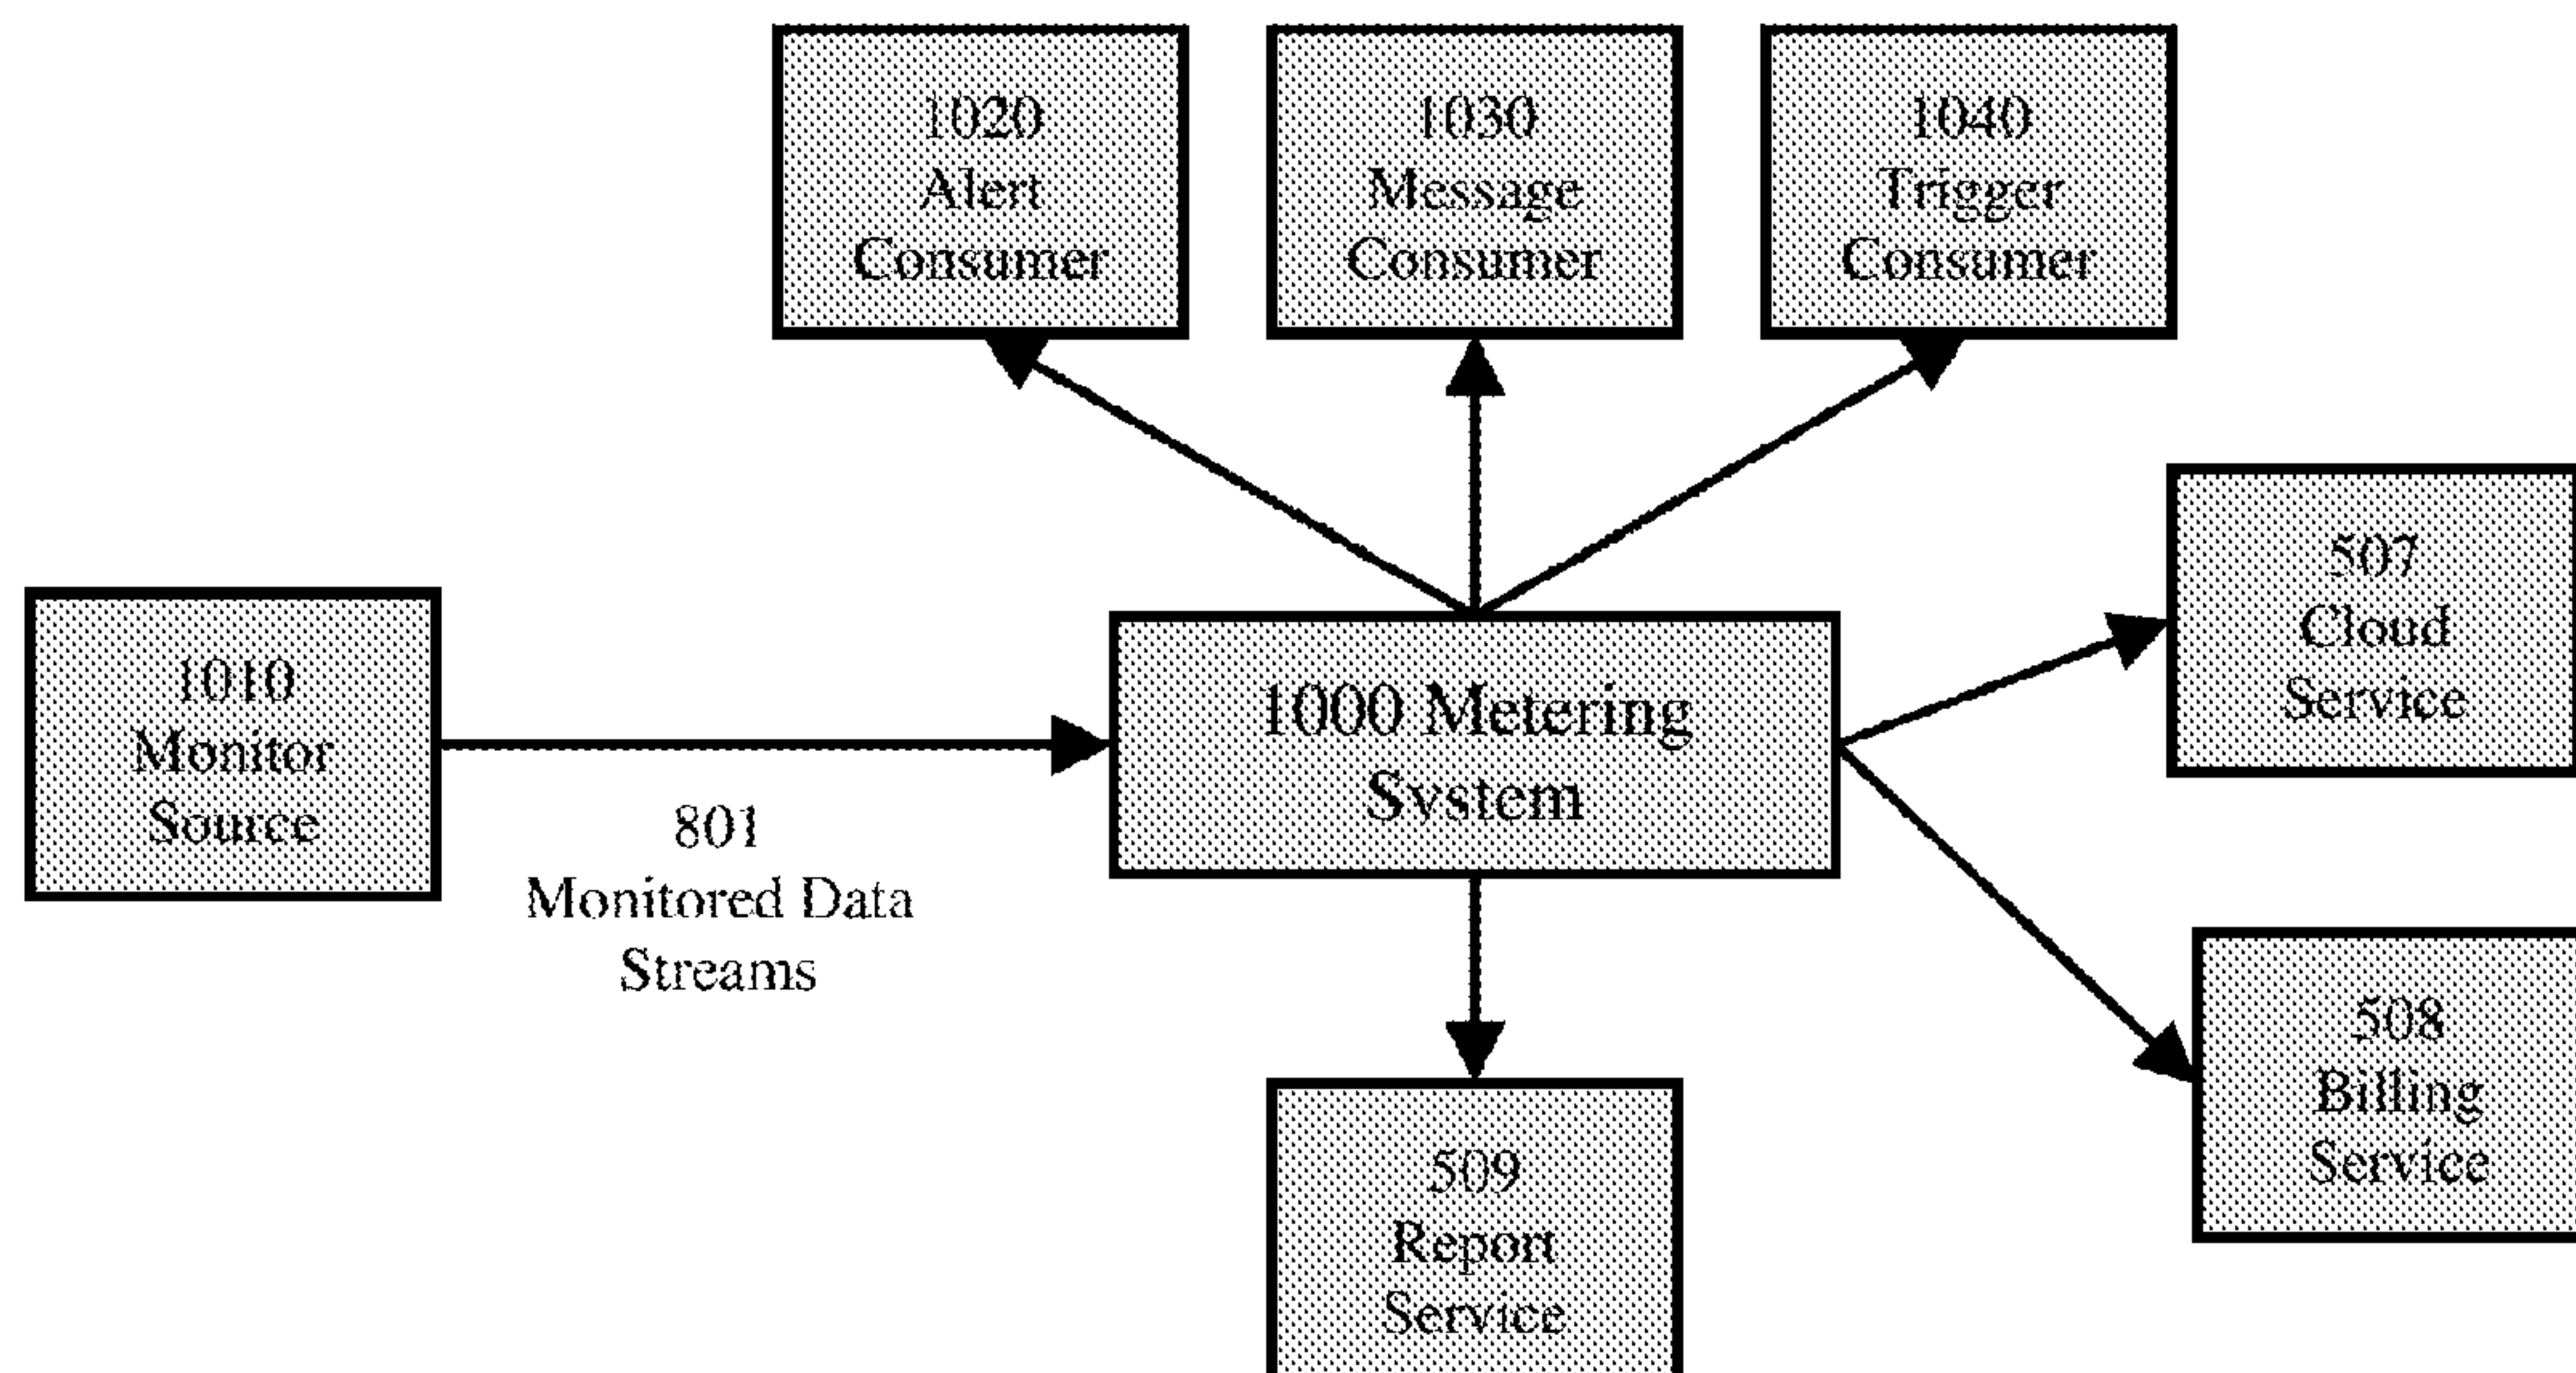 1020
Alert
Consumer
1030
Message
Consumer
1040
Trigger
Consumer
507
Cloud
Service
1010
Monitor
Source
1000 Metering
System
801
Monitored Data
Streams
508
Billing
Service
509
Report
Service